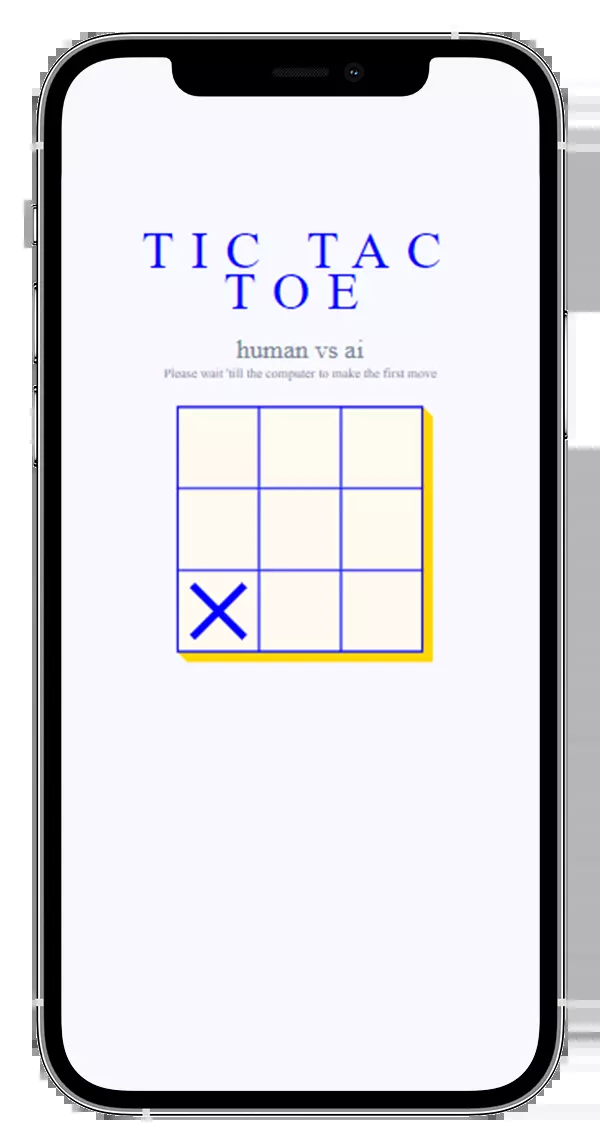 TIC TAC
TOE
human vs ai
Please wait 'till the computer to make the first move